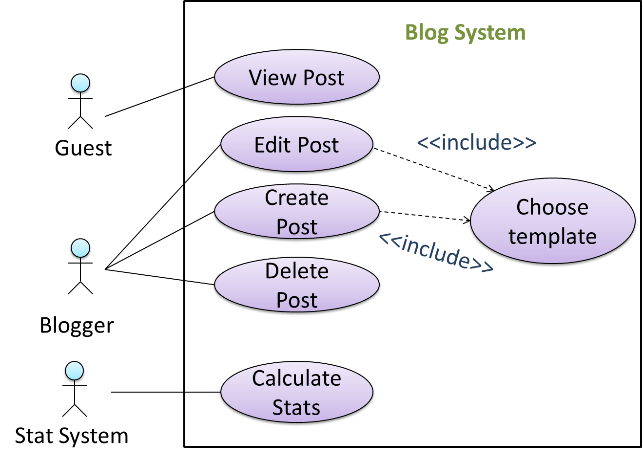 Blog System
View Post
Guest
Edit Post
<<include>>
Create
Post
Choose
template
<<include>>
Delete
Post
Blogger
Calculate
Stats
Stat System